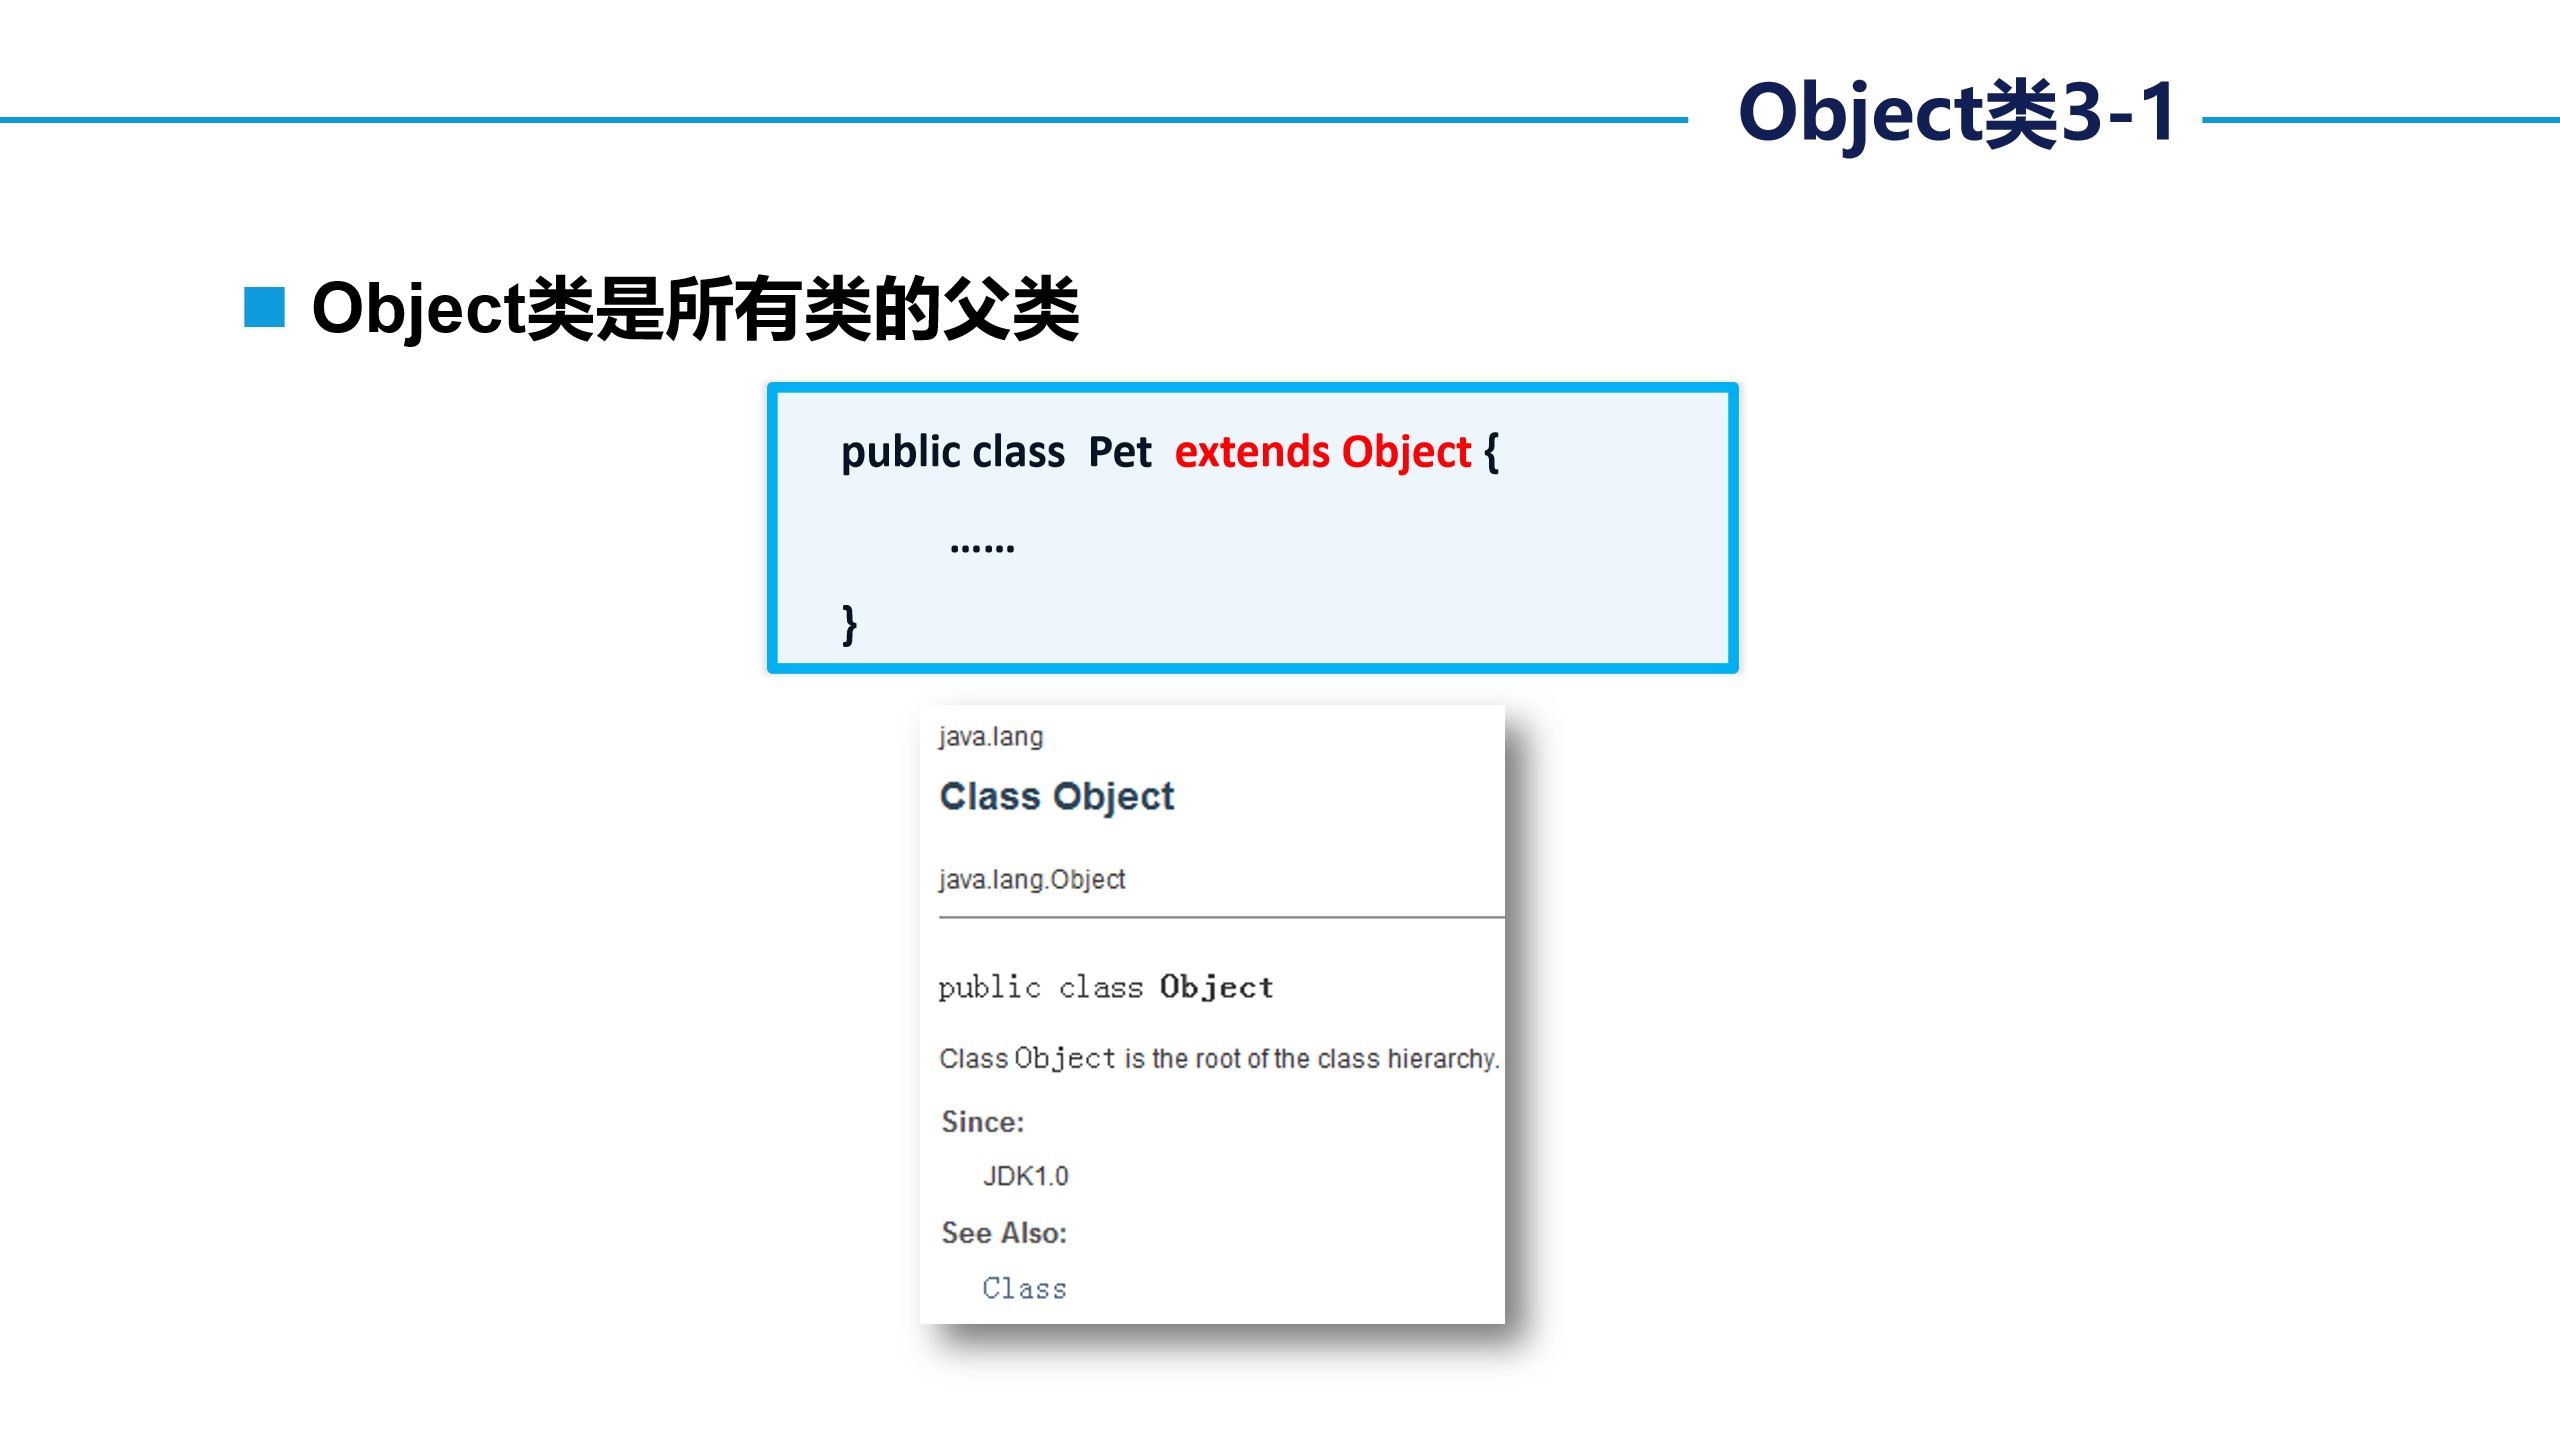 Object类3-1
Object类是所有类的父类
public class  Pet  extends Object {
……
}
java.lang
Class Object
java.lang.Object
public class Object
Class Object is the root of the class hierarchy.
Since:
JDK1.0
See Also:
Class